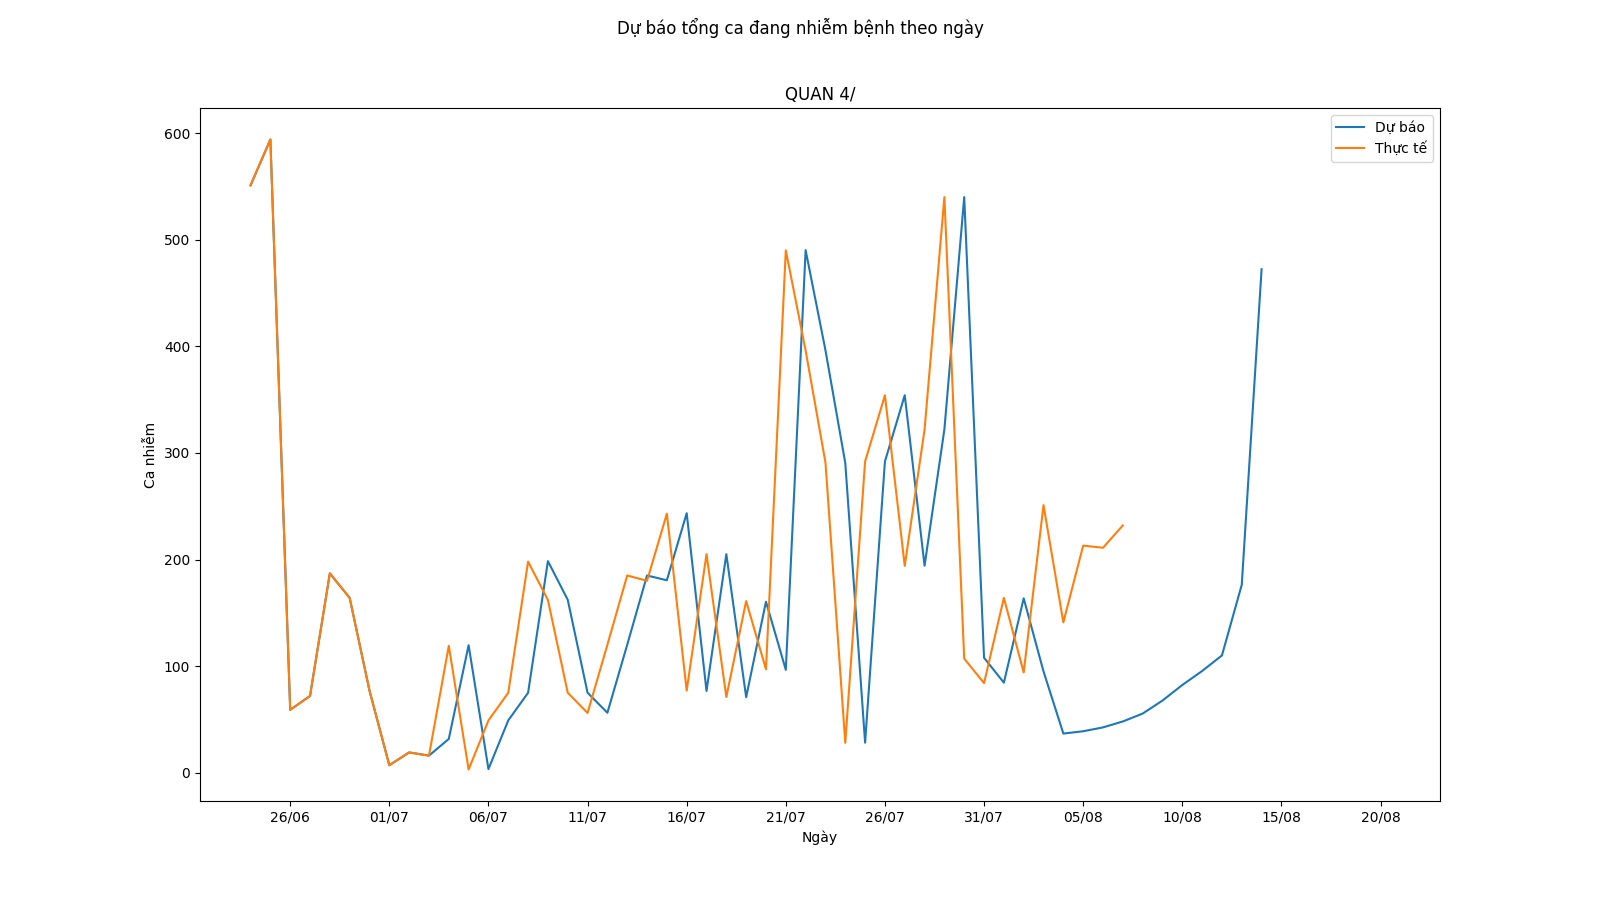 Dự báo tổng ca đang nhiễm bệnh theo ngày
QUAN 4/
Dự báo
Thực tế
600
500
400
300
200
100
0
Ca nhiễm
26/06 01/07 06/07 11/07 16/07 21/07 26/07 31/07 05/08 10/08 15/08 20/08
Ngày